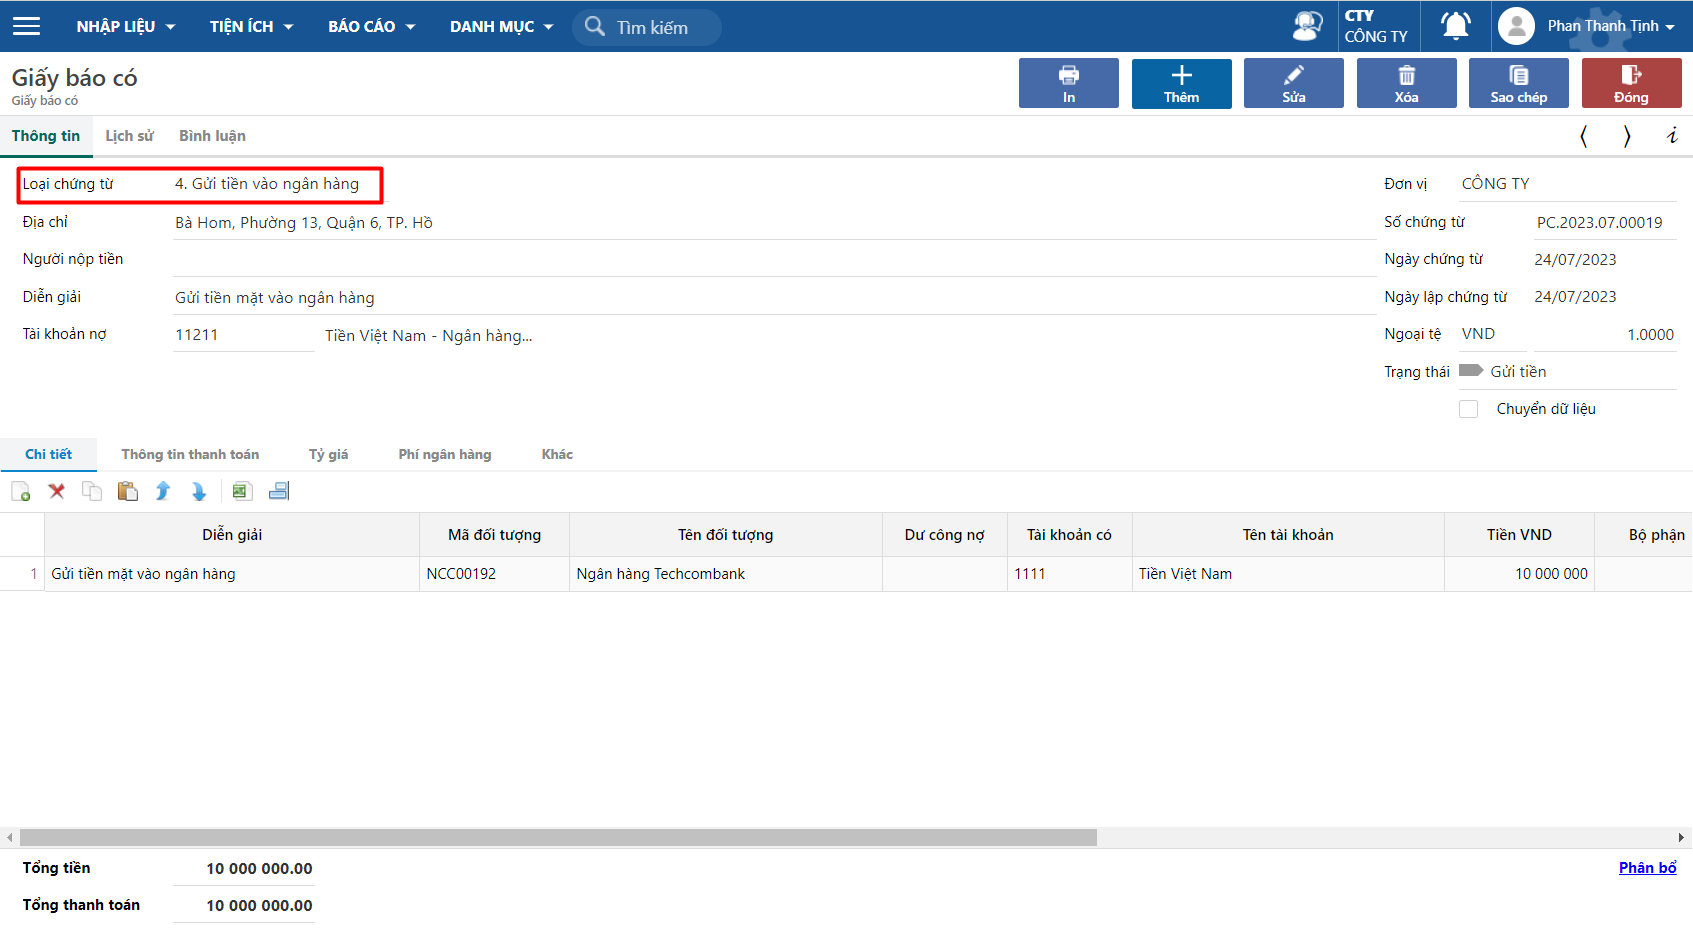 NHẬP LIỆU TIỆN ÍCH BÁO CÁO DANH MỤC Tìm kiếm CTY CÔNG TY Phan Thanh Tịnh
Giấy báo có
Giấy báo có
In Thêm Sửa Xóa Sao chép Đóng
Thông tin Lịch sử Bình luận
Loại chứng từ 4. Gửi tiền vào ngân hàng Đơn vị CÔNG TY
Địa chỉ Bà Hom, Phường 13, Quận 6, TP. Hồ Số chứng từ PC.2023.07.00019
Người nộp tiền Ngày chứng từ 24/07/2023
Diễn giải Gửi tiền mặt vào ngân hàng Ngày lập chứng từ 24/07/2023
Tài khoản nợ 11211 Tiền Việt Nam - Ngân hàng... Ngoại tệ VND 1.0000
Trạng thái Gửi tiền
Chuyển dữ liệu
Chi tiết Thông tin thanh toán Tỷ giá Phí ngân hàng Khác
Diễn giải Mã đối tượng Tên đối tượng Dư công nợ Tài khoản có Tên tài khoản Tiền VND Bộ phận
1 Gửi tiền mặt vào ngân hàng NCC00192 Ngân hàng Techcombank 1111 Tiền Việt Nam 10 000 000
Tổng tiền 10 000 000.00 Phân bổ
Tổng thanh toán 10 000 000.00